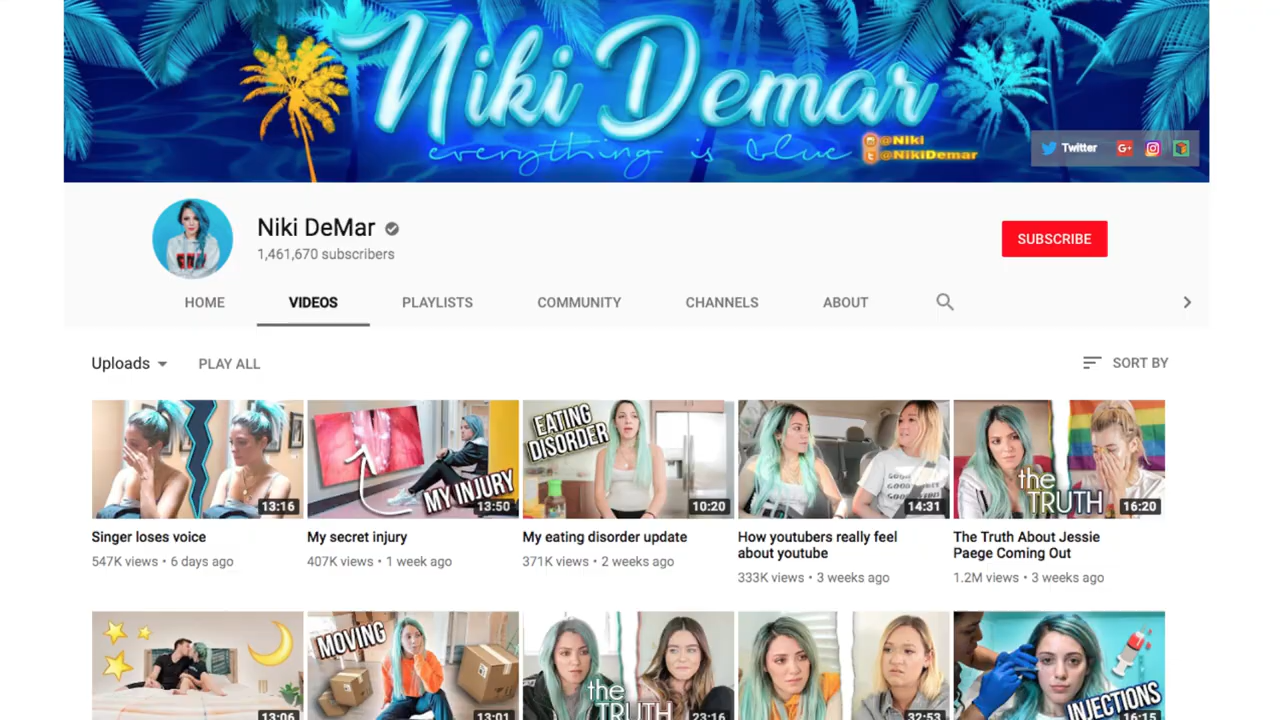 Niki Demar
everything is blue
@Niki
@NikiDemar
Twitter
G+
Niki DeMar
1,461,670 subscribers
SUBSCRIBE
HOME VIDEOS PLAYLISTS COMMUNITY CHANNELS ABOUT
Uploads PLAY ALL SORT BY
13:16
MY INJURY
13:50
EATING
DISORDER
10:20
14:31
the
TRUTH
16:20
Singer loses voice
547K views • 6 days ago
My secret injury
407K views • 1 week ago
My eating disorder update
371K views • 2 weeks ago
How youtubers really feel
about youtube
333K views • 3 weeks ago
The Truth About Jessie
Paege Coming Out
1.2M views • 3 weeks ago
13:06
MOVING
13:01
the
TRUTH
23:16
32:53
INJECTIONS
16:15